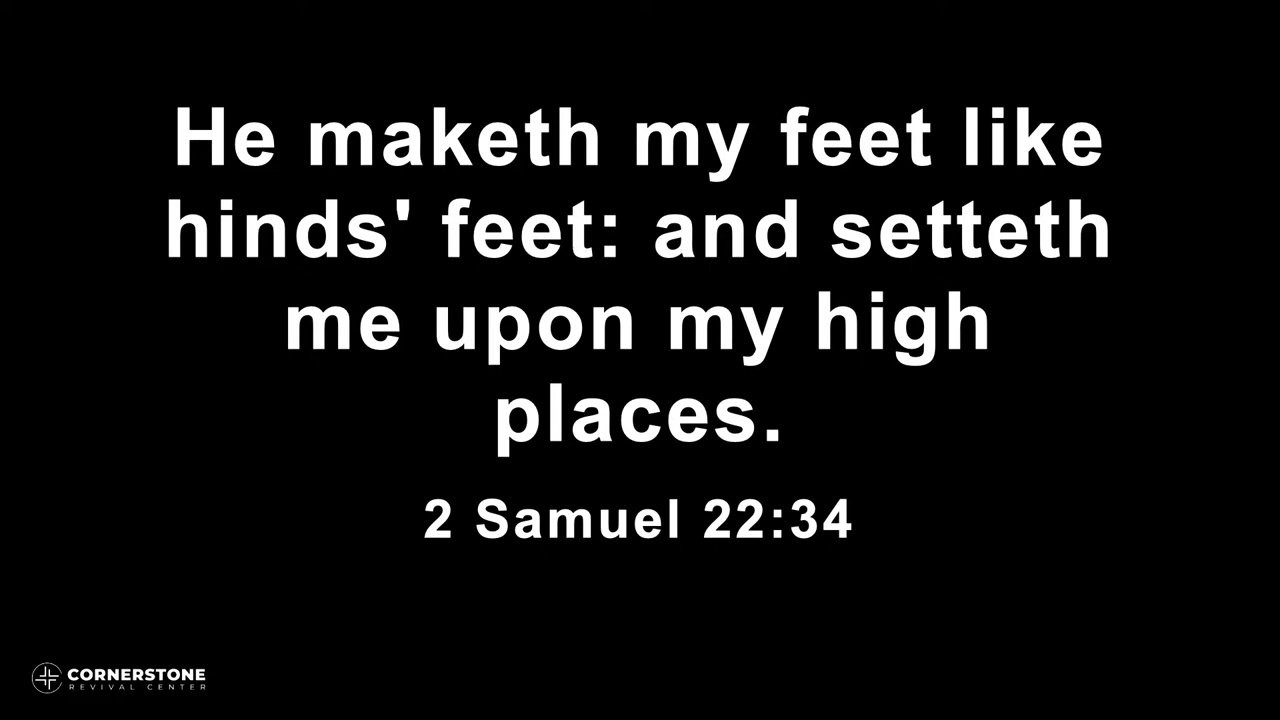 He maketh my feet like
hinds' feet: and setteth
me upon my high
places.
2 Samuel 22:34
CORNERSTONE
REVIVAL CENTER